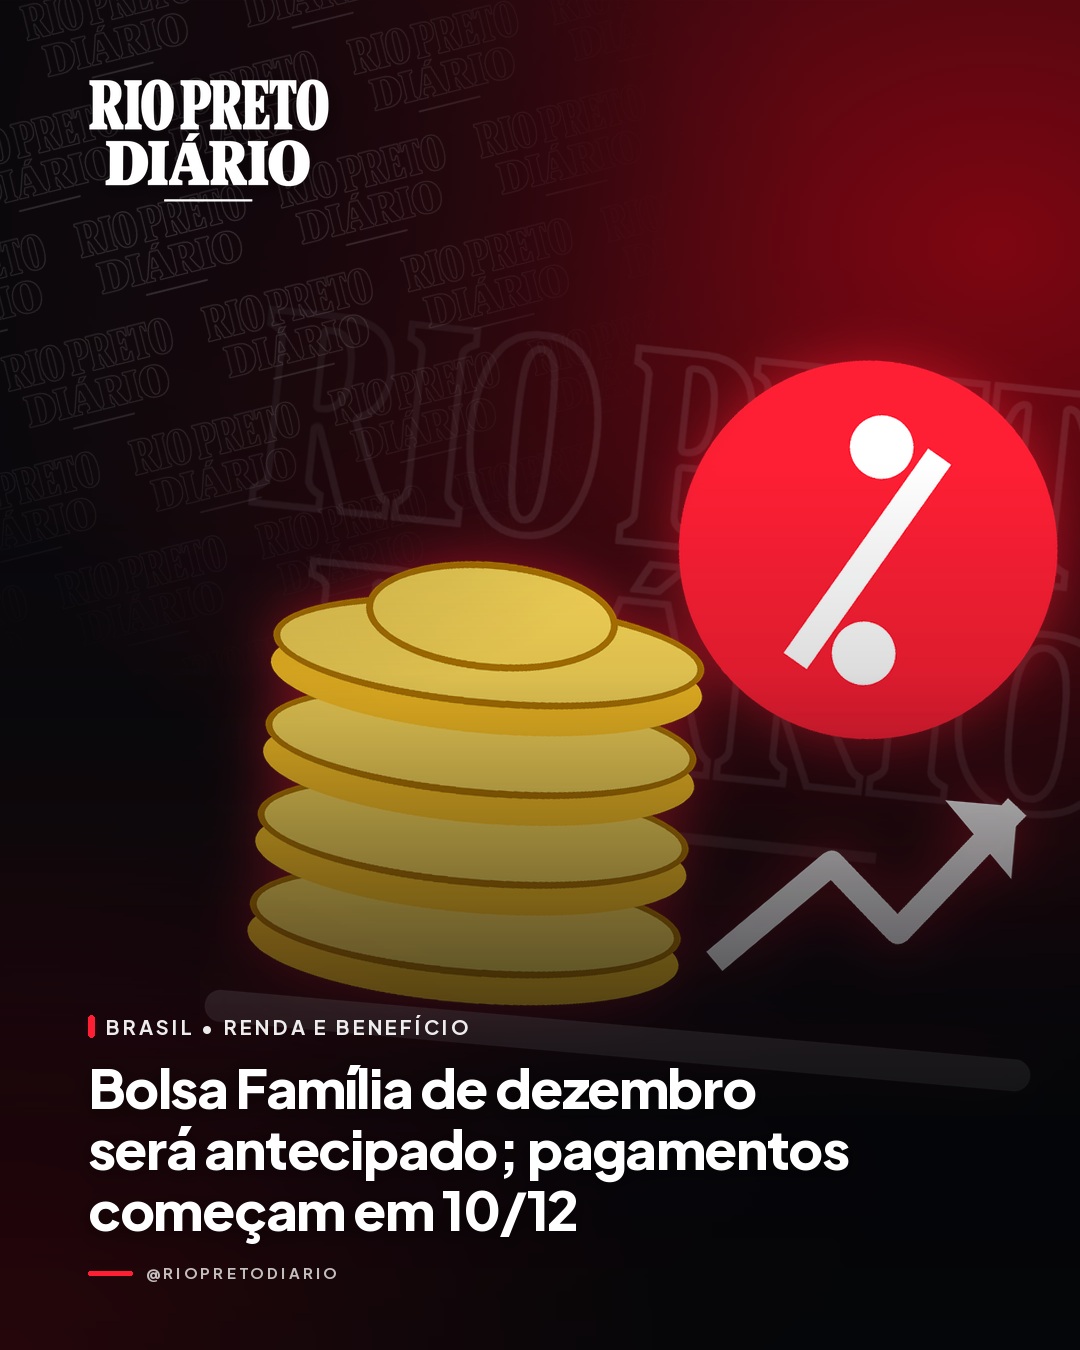 RIO PRETO
DIÁRIO
BRASIL • RENDA E BENEFÍCIO
Bolsa Família de dezembro
será antecipado; pagamentos
começam em 10/12
@RIOPRETODIARIO